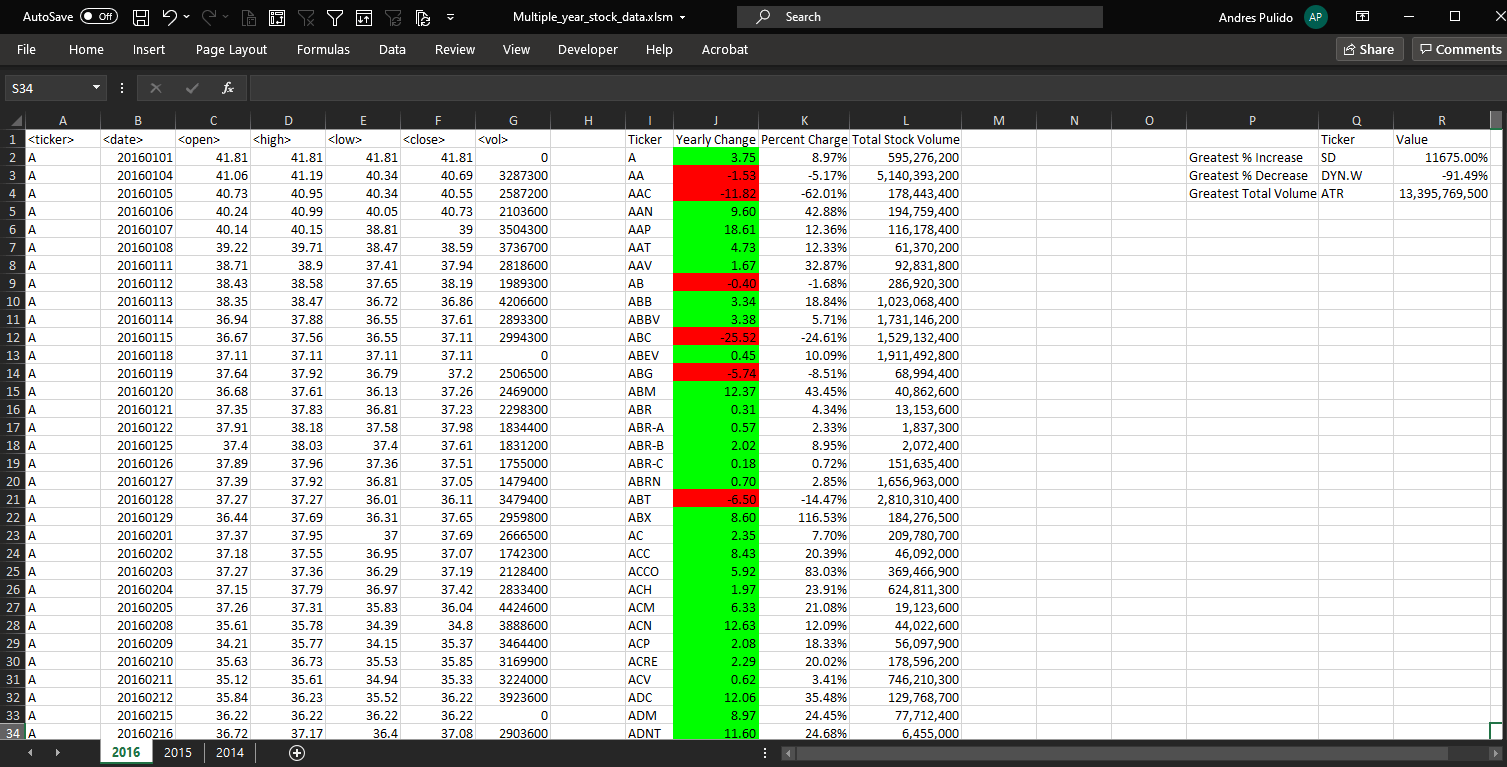 AutoSave Off Multiple_year_stock_data.xlsm Search Andres Pulido AP
File Home Insert Page Layout Formulas Data Review View Developer Help Acrobat Share Comments
S34 fx
A B C D E F G H I J K L M N O P Q R
1 <ticker> <date> <open> <high> <low> <close> <vol> Ticker Yearly Change Percent Charge Total Stock Volume Ticker Value
2 A 20160101 41.81 41.81 41.81 41.81 0 A 3.75 8.97% 595,276,200 Greatest % Increase SD 11675.00%
3 A 20160104 41.06 41.19 40.34 40.69 3287300 AA -1.53 -5.17% 5,140,393,200 Greatest % Decrease DYN.W -91.49%
4 A 20160105 40.73 40.95 40.34 40.55 2587200 AAC -11.82 -62.01% 178,443,400 Greatest Total Volume ATR 13,395,769,500
5 A 20160106 40.24 40.99 40.05 40.73 2103600 AAN 9.60 42.88% 194,759,400
6 A 20160107 40.14 40.15 38.81 39 3504300 AAP 18.61 12.36% 116,178,400
7 A 20160108 39.22 39.71 38.47 38.59 3736700 AAT 4.73 12.33% 61,370,200
8 A 20160111 38.71 38.9 37.41 37.94 2818600 AAV 1.67 32.87% 92,831,800
9 A 20160112 38.43 38.58 37.65 38.19 1989300 AB -0.40 -1.68% 286,920,300
10 A 20160113 38.35 38.47 36.72 36.86 4206600 ABB 3.34 18.84% 1,023,068,400
11 A 20160114 36.94 37.88 36.55 37.61 2893300 ABBV 3.38 5.71% 1,731,146,200
12 A 20160115 36.67 37.56 36.55 37.11 2994300 ABC -25.52 -24.61% 1,529,132,400
13 A 20160118 37.11 37.11 37.11 37.11 0 ABEV 0.45 10.09% 1,911,492,800
14 A 20160119 37.64 37.92 36.79 37.2 2506500 ABG -5.74 -8.51% 68,994,400
15 A 20160120 36.68 37.61 36.13 37.26 2469000 ABM 12.37 43.45% 40,862,600
16 A 20160121 37.35 37.83 36.81 37.23 2298300 ABR 0.31 4.34% 13,153,600
17 A 20160122 37.91 38.18 37.58 37.98 1834400 ABR-A 0.57 2.33% 1,837,300
18 A 20160125 37.4 38.03 37.4 37.61 1831200 ABR-B 2.02 8.95% 2,072,400
19 A 20160126 37.89 37.96 37.36 37.51 1755000 ABR-C 0.18 0.72% 151,635,400
20 A 20160127 37.39 37.92 36.81 37.05 1479400 ABRN 0.70 2.85% 1,656,963,000
21 A 20160128 37.27 37.27 36.01 36.11 3479400 ABT -6.50 -14.47% 2,810,310,400
22 A 20160129 36.44 37.69 36.31 37.65 2959800 ABX 8.60 116.53% 184,276,500
23 A 20160201 37.37 37.95 37 37.69 2666500 AC 2.35 7.70% 209,780,700
24 A 20160202 37.18 37.55 36.95 37.07 1742300 ACC 8.43 20.39% 46,092,000
25 A 20160203 37.27 37.36 36.29 37.19 2128400 ACCO 5.92 83.03% 369,466,900
26 A 20160204 37.15 37.79 36.97 37.42 2833400 ACH 1.97 23.91% 624,811,300
27 A 20160205 37.26 37.31 35.83 36.04 4424600 ACM 6.33 21.08% 19,123,600
28 A 20160208 35.61 35.78 34.39 34.8 3888600 ACN 12.63 12.09% 44,022,600
29 A 20160209 34.21 35.77 34.15 35.37 3464400 ACP 2.08 18.33% 56,097,900
30 A 20160210 35.63 36.73 35.53 35.85 3169900 ACRE 2.29 20.02% 178,596,200
31 A 20160211 35.12 35.61 34.94 35.33 3224000 ACV 0.62 3.41% 746,210,300
32 A 20160212 35.84 36.23 35.52 36.22 3923600 ADC 12.06 35.48% 129,768,700
33 A 20160215 36.22 36.22 36.22 36.22 0 ADM 8.97 24.45% 77,712,400
34 A 20160216 36.72 37.17 36.4 37.08 2903600 ADNT 11.60 24.68% 6,455,000
2016 2015 2014